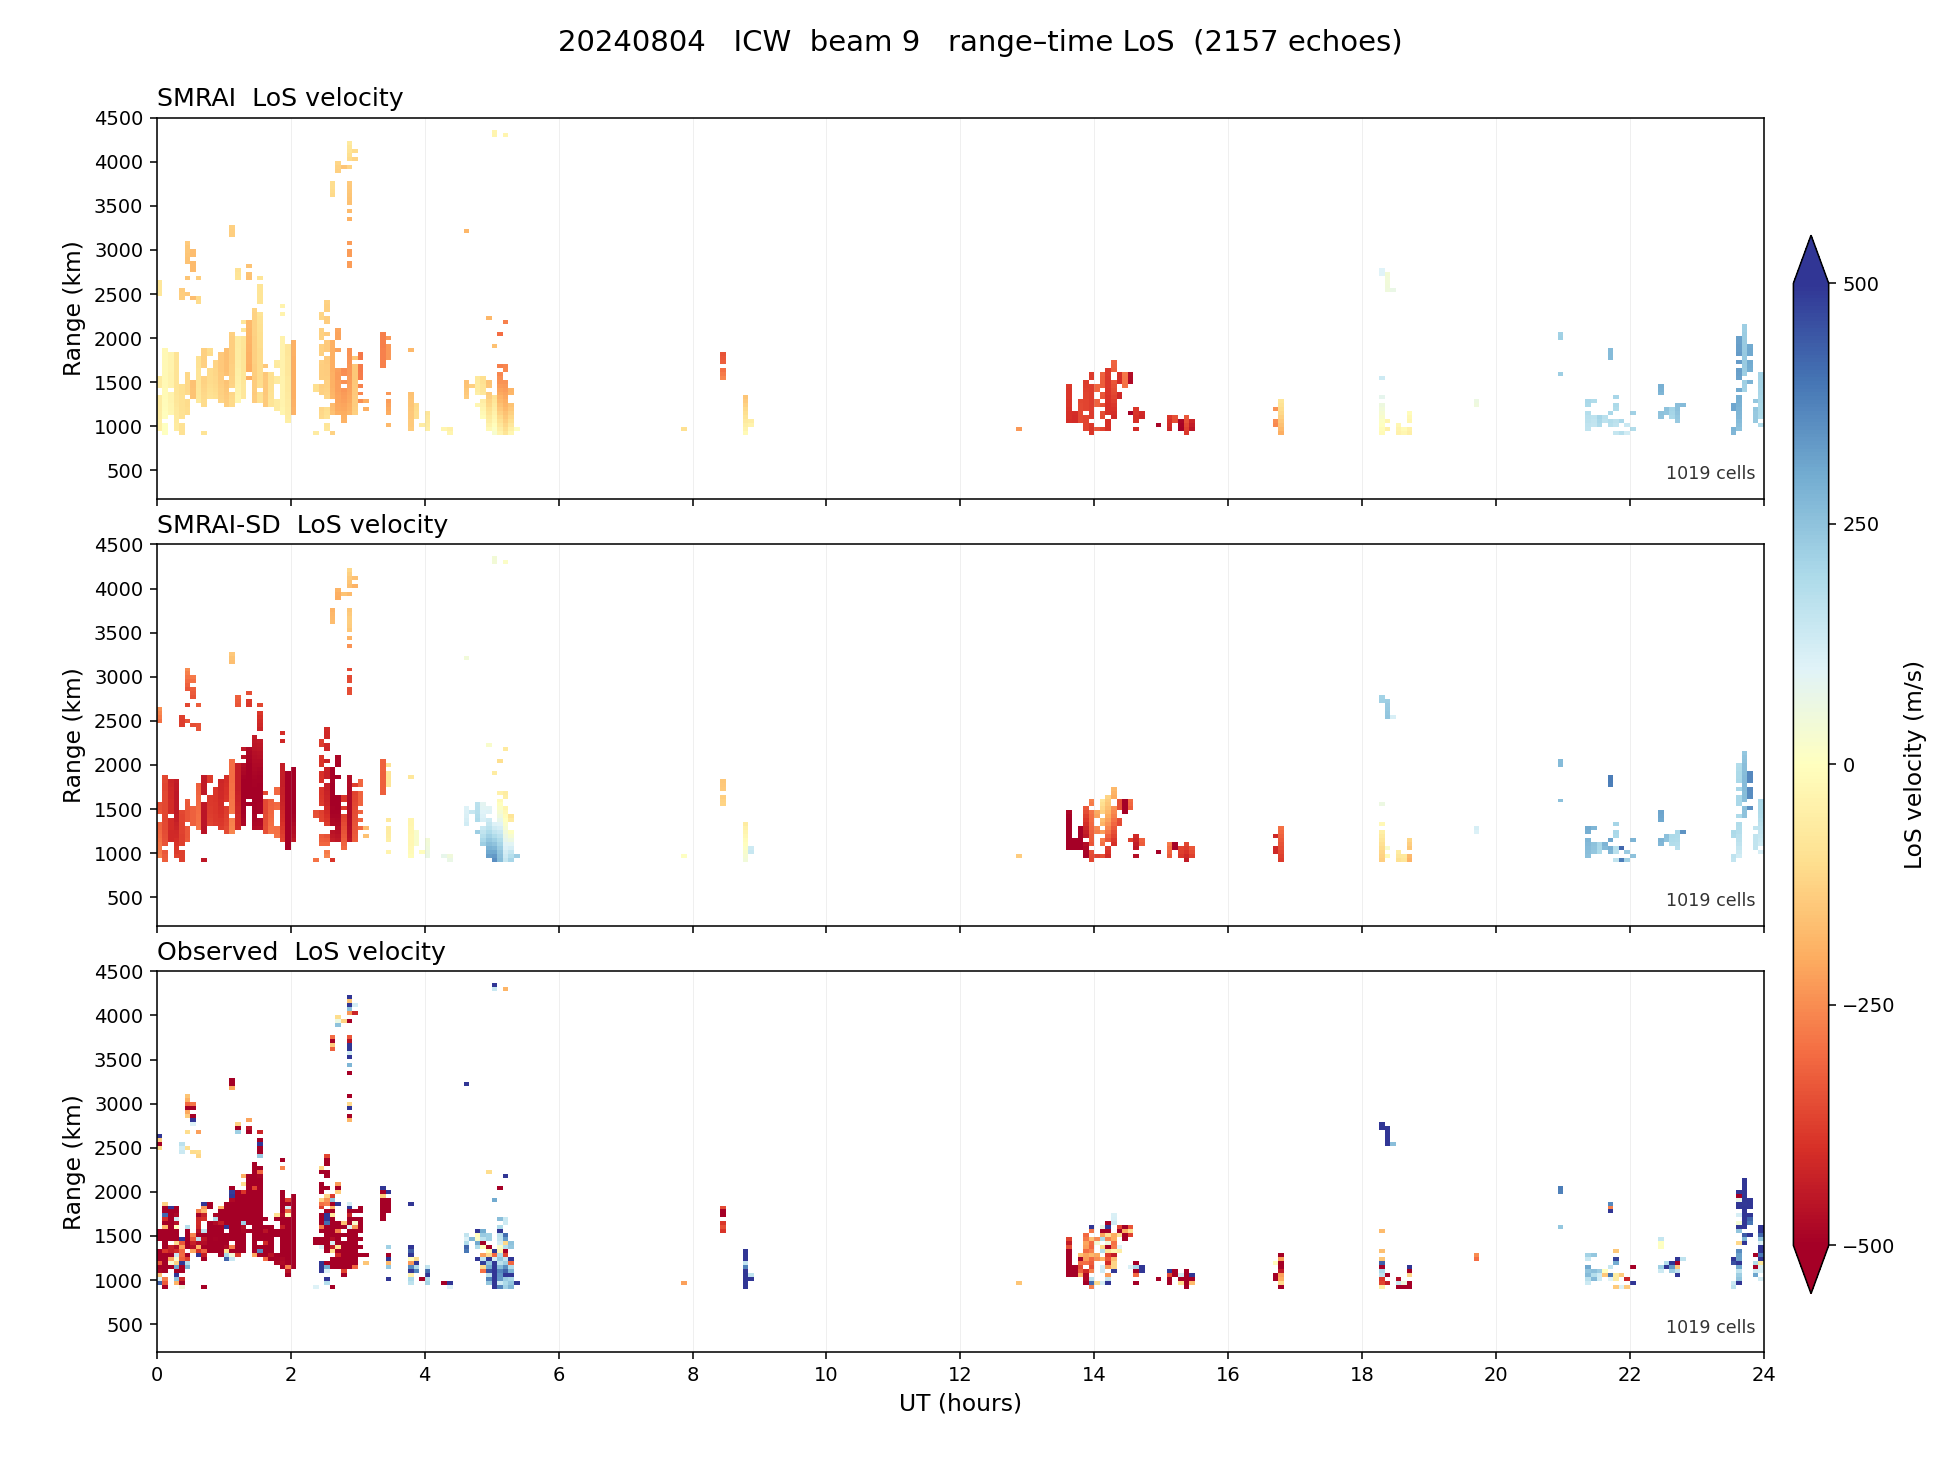 20240804   ICW  beam 9   range–time LoS  (2157 echoes)
SMRAI  LoS velocity
4500
4000
3500
3000
2500
2000
1500
1000
500
Range (km)
1019 cells
SMRAI-SD  LoS velocity
4500
4000
3500
3000
2500
2000
1500
1000
500
Range (km)
1019 cells
Observed  LoS velocity
4500
4000
3500
3000
2500
2000
1500
1000
500
Range (km)
1019 cells
0 2 4 6 8 10 12 14 16 18 20 22 24
UT (hours)
500
250
0
−250
−500
LoS velocity (m/s)